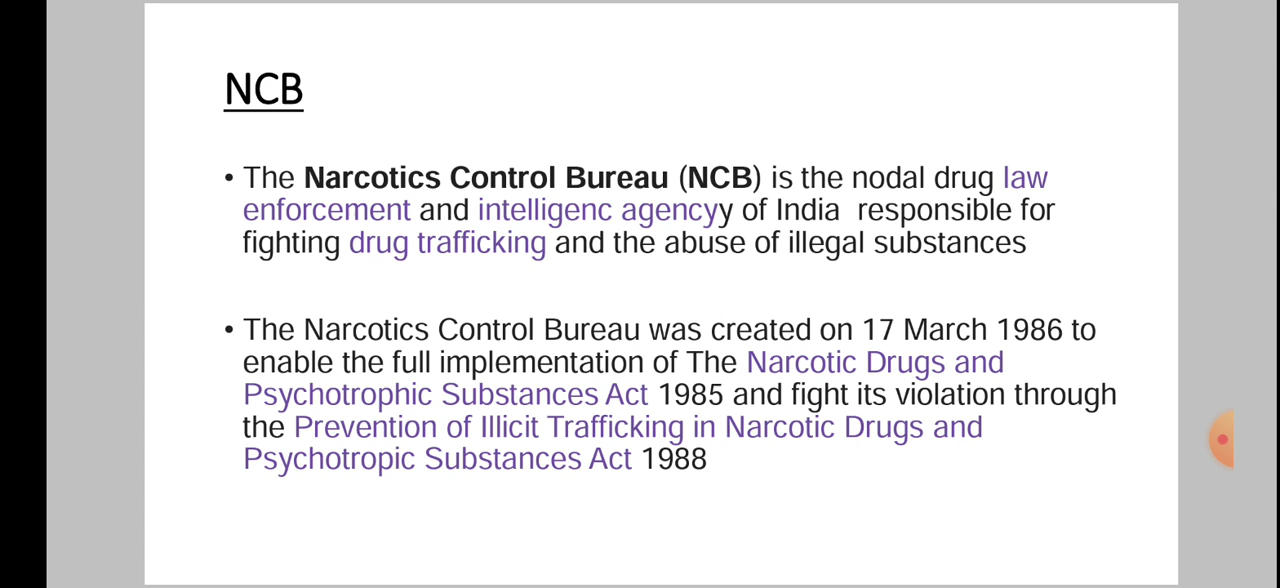 NCB
• The Narcotics Control Bureau (NCB) is the nodal drug law
enforcement and intelligenc agencyy of India responsible for
fighting drug trafficking and the abuse of illegal substances
• The Narcotics Control Bureau was created on 17 March 1986 to
enable the full implementation of The Narcotic Drugs and
Psychotrophic Substances Act 1985 and fight its violation through
the Prevention of Illicit Trafficking in Narcotic Drugs and
Psychotropic Substances Act 1988